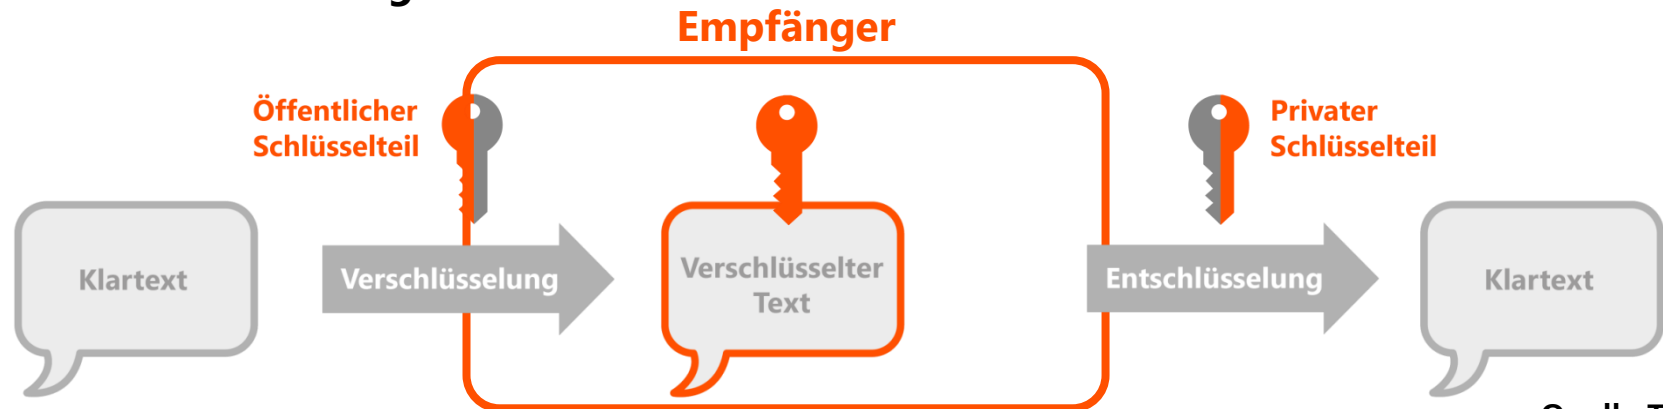 Empfänger
Öffentlicher
Schlüsselteil
Privater
Schlüsselteil
Klartext
Verschlüsselung
Verschlüsselter
Text
Entschlüsselung
Klartext